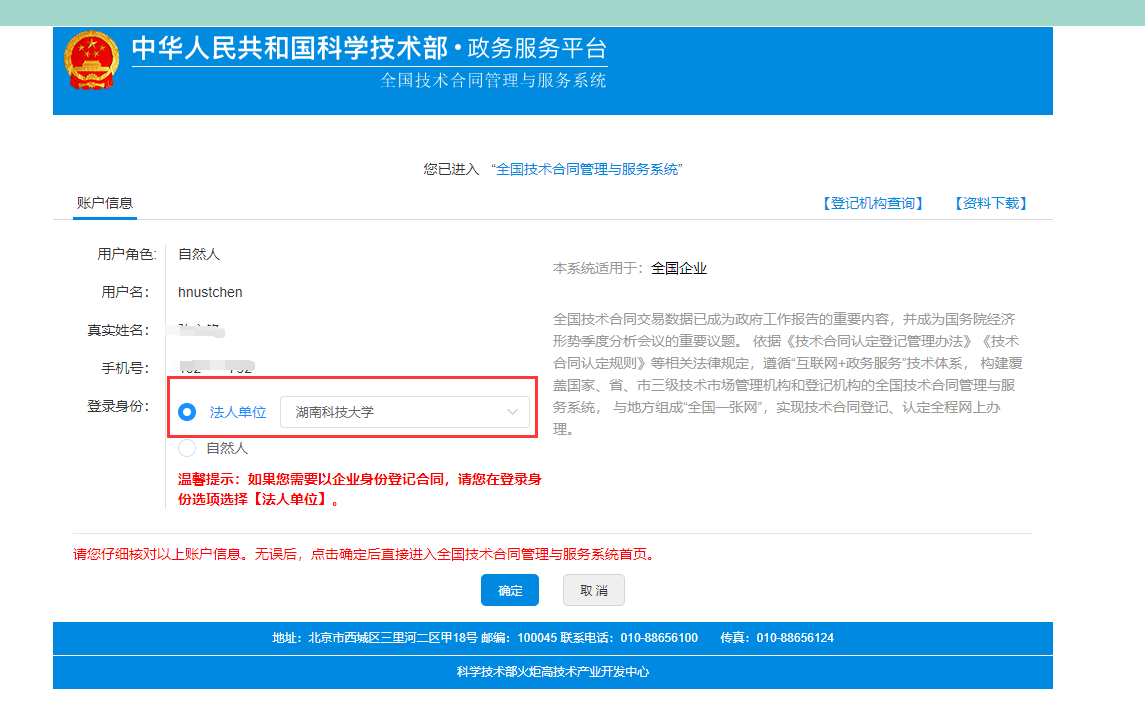 中华人民共和国科学技术部·政务服务平台
全国技术合同管理与服务系统
您已进入 “全国技术合同管理与服务系统”
账户信息
【登记机构查询】 【资料下载】
用户角色: 自然人
用户名: hnustchen
真实姓名:
手机号:
登录身份:
法人单位 湖南科技大学
自然人
温馨提示：如果您需要以企业身份登记合同，请您在登录身
份选项选择【法人单位】。
本系统适用于：全国企业
全国技术合同交易数据已成为政府工作报告的重要内容，并成为国务院经济
形势季度分析会议的重要议题。 依据《技术合同认定登记管理办法》《技术
合同认定规则》等相关法律规定，遵循“互联网+政务服务”技术体系， 构建覆
盖国家、省、市三级技术市场管理机构和登记机构的全国技术合同管理与服
务系统， 与地方组成“全国一张网”，实现技术合同登记、认定全程网上办
理。
请您仔细核对以上账户信息。无误后，点击确定后直接进入全国技术合同管理与服务系统首页。
确定 取 消
地址：北京市西城区三里河二区甲18号 邮编：100045 联系电话：010-88656100 传真：010-88656124
科学技术部火炬高技术产业开发中心